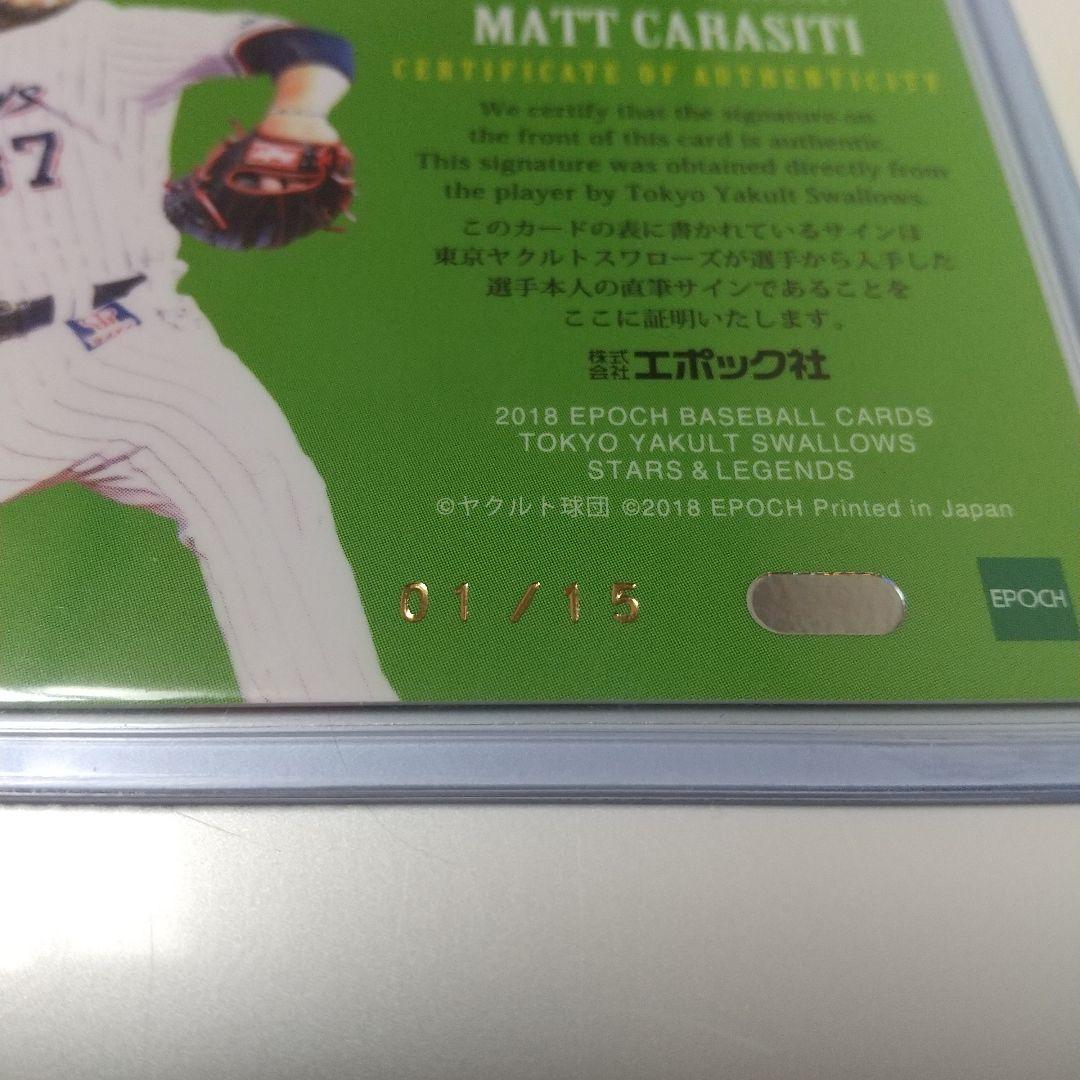 MATT CARASITI
CERTIFICATE OF AUTHENTICITY
We certify that the signature on
the front of this card is authentic.
This signature was obtained directly from
the player by Tokyo Yakult Swallows.
このカードの表に書かれているサインは
東京ヤクルトスワローズが選手から入手した
選手本人の直筆サインであることを
ここに証明いたします。
株式会社エポック社
2018 EPOCH BASEBALL CARDS
TOKYO YAKULT SWALLOWS
STARS & LEGENDS
©ヤクルト球団 ©2018 EPOCH Printed in Japan
01/15
EPOCH